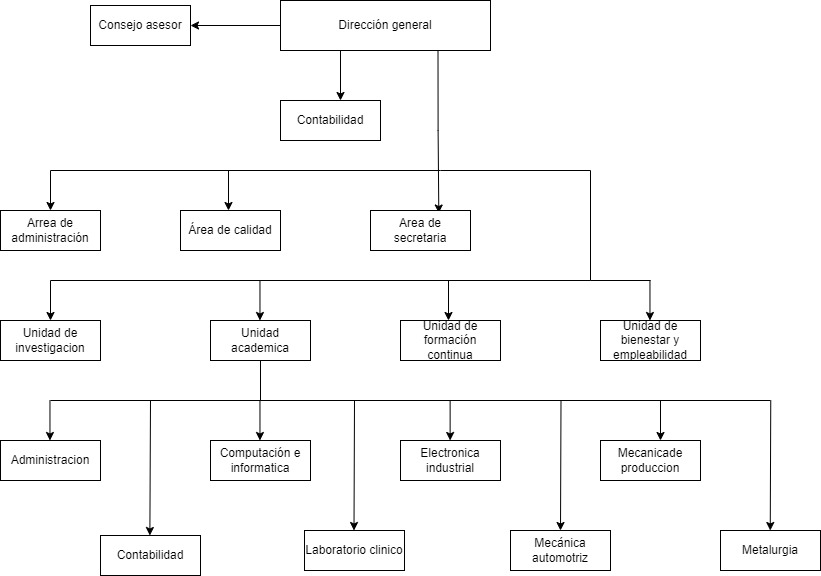 Consejo asesor
Dirección general
Contabilidad
Arrea de
administración
Área de calidad
Area de
secretaria
Unidad de
investigacion
Unidad
academica
Unidad de
formación
continua
Unidad de
bienestar y
empleabilidad
Administracion
Computación e
informatica
Electronica
industrial
Mecanicade
produccion
Contabilidad
Laboratorio clinico
Mecánica
automotriz
Metalurgia